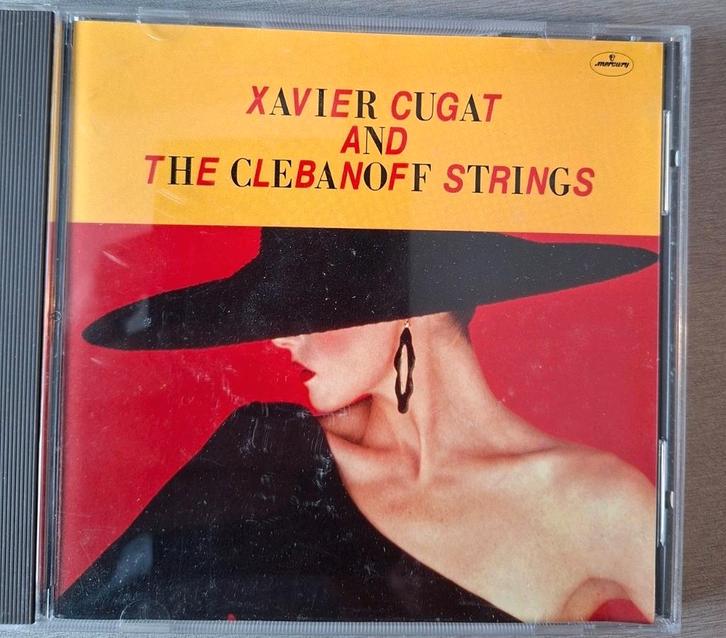 mercury
XAVIER CUGAT
AND
THE CLEBANOFF STRINGS